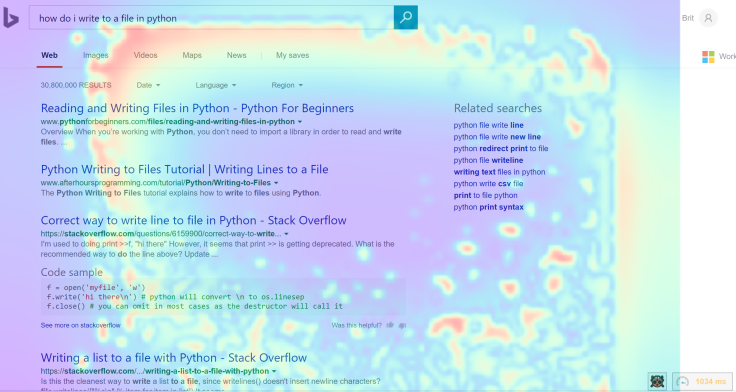 how do i write to a file in python
Brit
Web Images Videos Maps News My saves
Work
30,800,000 RESULTS Date Language Region
Reading and Writing Files in Python - Python For Beginners
www.pythonforbeginners.com/files/reading-and-writing-files-in-python
Overview When you're working with Python, you don't need to import a library in order to read and write
files. ...
Python Writing to Files Tutorial | Writing Lines to a File
www.afterhoursprogramming.com/tutorial/Python/Writing-to-Files
The Python Writing to Files tutorial explains how to write to files using Python.
Correct way to write line to file in Python - Stack Overflow
https://stackoverflow.com/questions/6159900/correct-way-to-write...
I'm used to doing print >>f, "hi there" However, it seems that print >> is getting deprecated. What is the
recommended way to do the line above? Update ...
Code sample
f = open('myfile', 'w')
f.write('hi there\n') # python will convert \n to os.linesep
f.close() # you can omit in most cases as the destructor will call it
See more on stackoverflow Was this helpful?
Writing a list to a file with Python - Stack Overflow
https://stackoverflow.com/.../writing-a-list-to-a-file-with-python
Is this the cleanest way to write a list to a file, since writelines() doesn't insert newline characters?
Related searches
python file write line
python file write new line
python redirect print to file
python file writeline
writing text files in python
python write csv file
print to file python
python print syntax
1034 ms